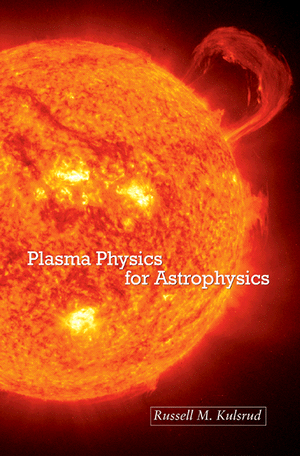 Plasma Physics
for Astrophysics
Russell M. Kulsrud